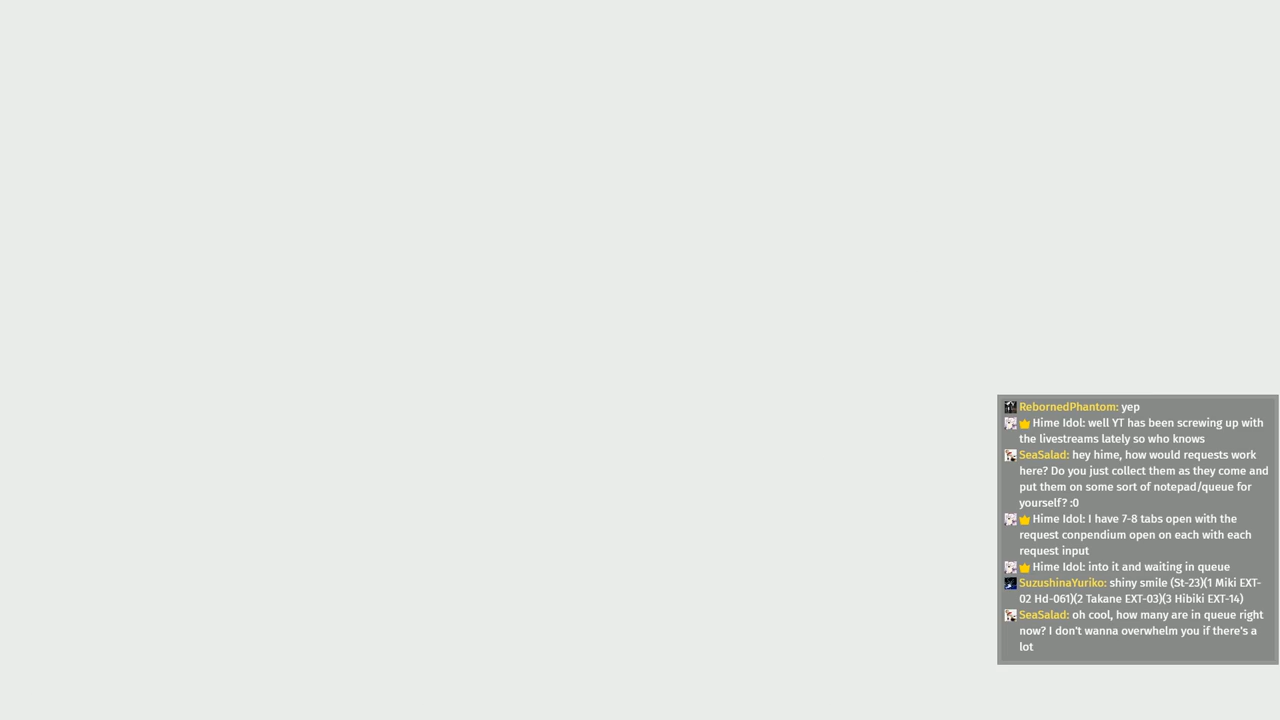 RebornedPhantom: yep
Hime Idol: well YT has been screwing up with
the livestreams lately so who knows
SeaSalad: hey hime, how would requests work
here? Do you just collect them as they come and
put them on some sort of notepad/queue for
yourself? :0
Hime Idol: I have 7-8 tabs open with the
request conpendium open on each with each
request input
Hime Idol: into it and waiting in queue
SuzushinaYuriko: shiny smile (St-23)(1 Miki EXT-
02 Hd-061)(2 Takane EXT-03)(3 Hibiki EXT-14)
SeaSalad: oh cool, how many are in queue right
now? I don't wanna overwhelm you if there's a
lot